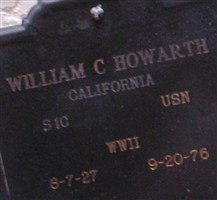 WILLIAM C HOWARTH
CALIFORNIA
S1C USN
WWII
8-7-27 9-20-76